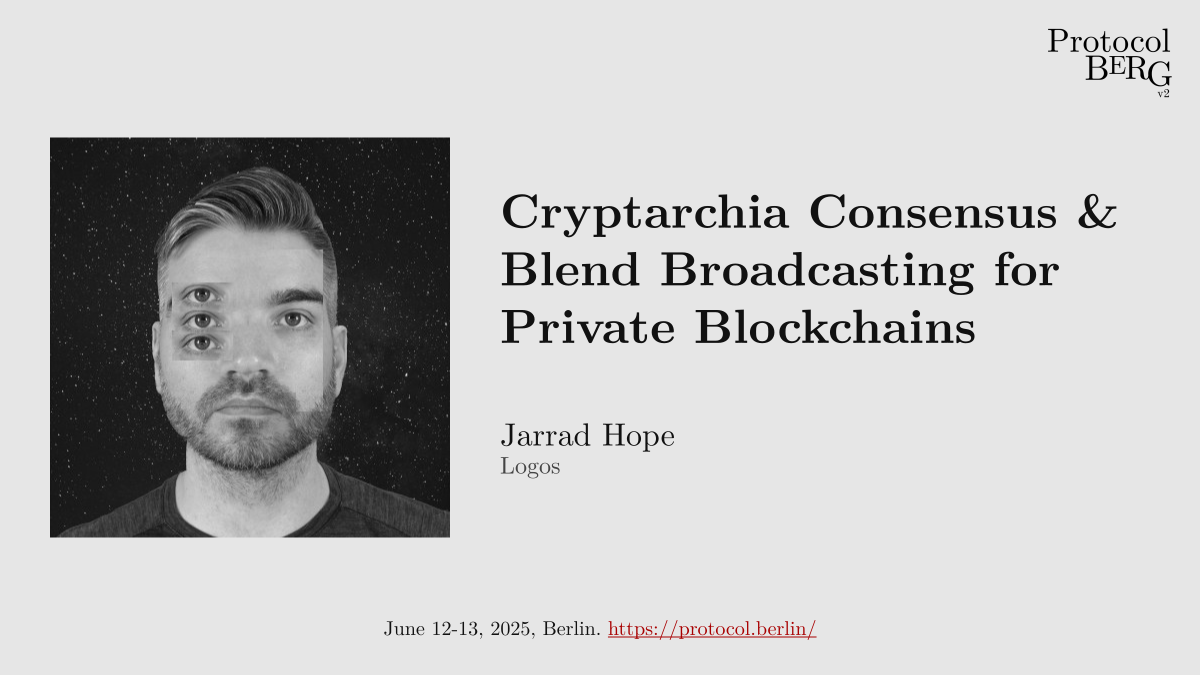 Protocol
BERG
v2
Cryptarchia Consensus &
Blend Broadcasting for
Private Blockchains
Jarrad Hope
Logos
June 12-13, 2025, Berlin. https://protocol.berlin/